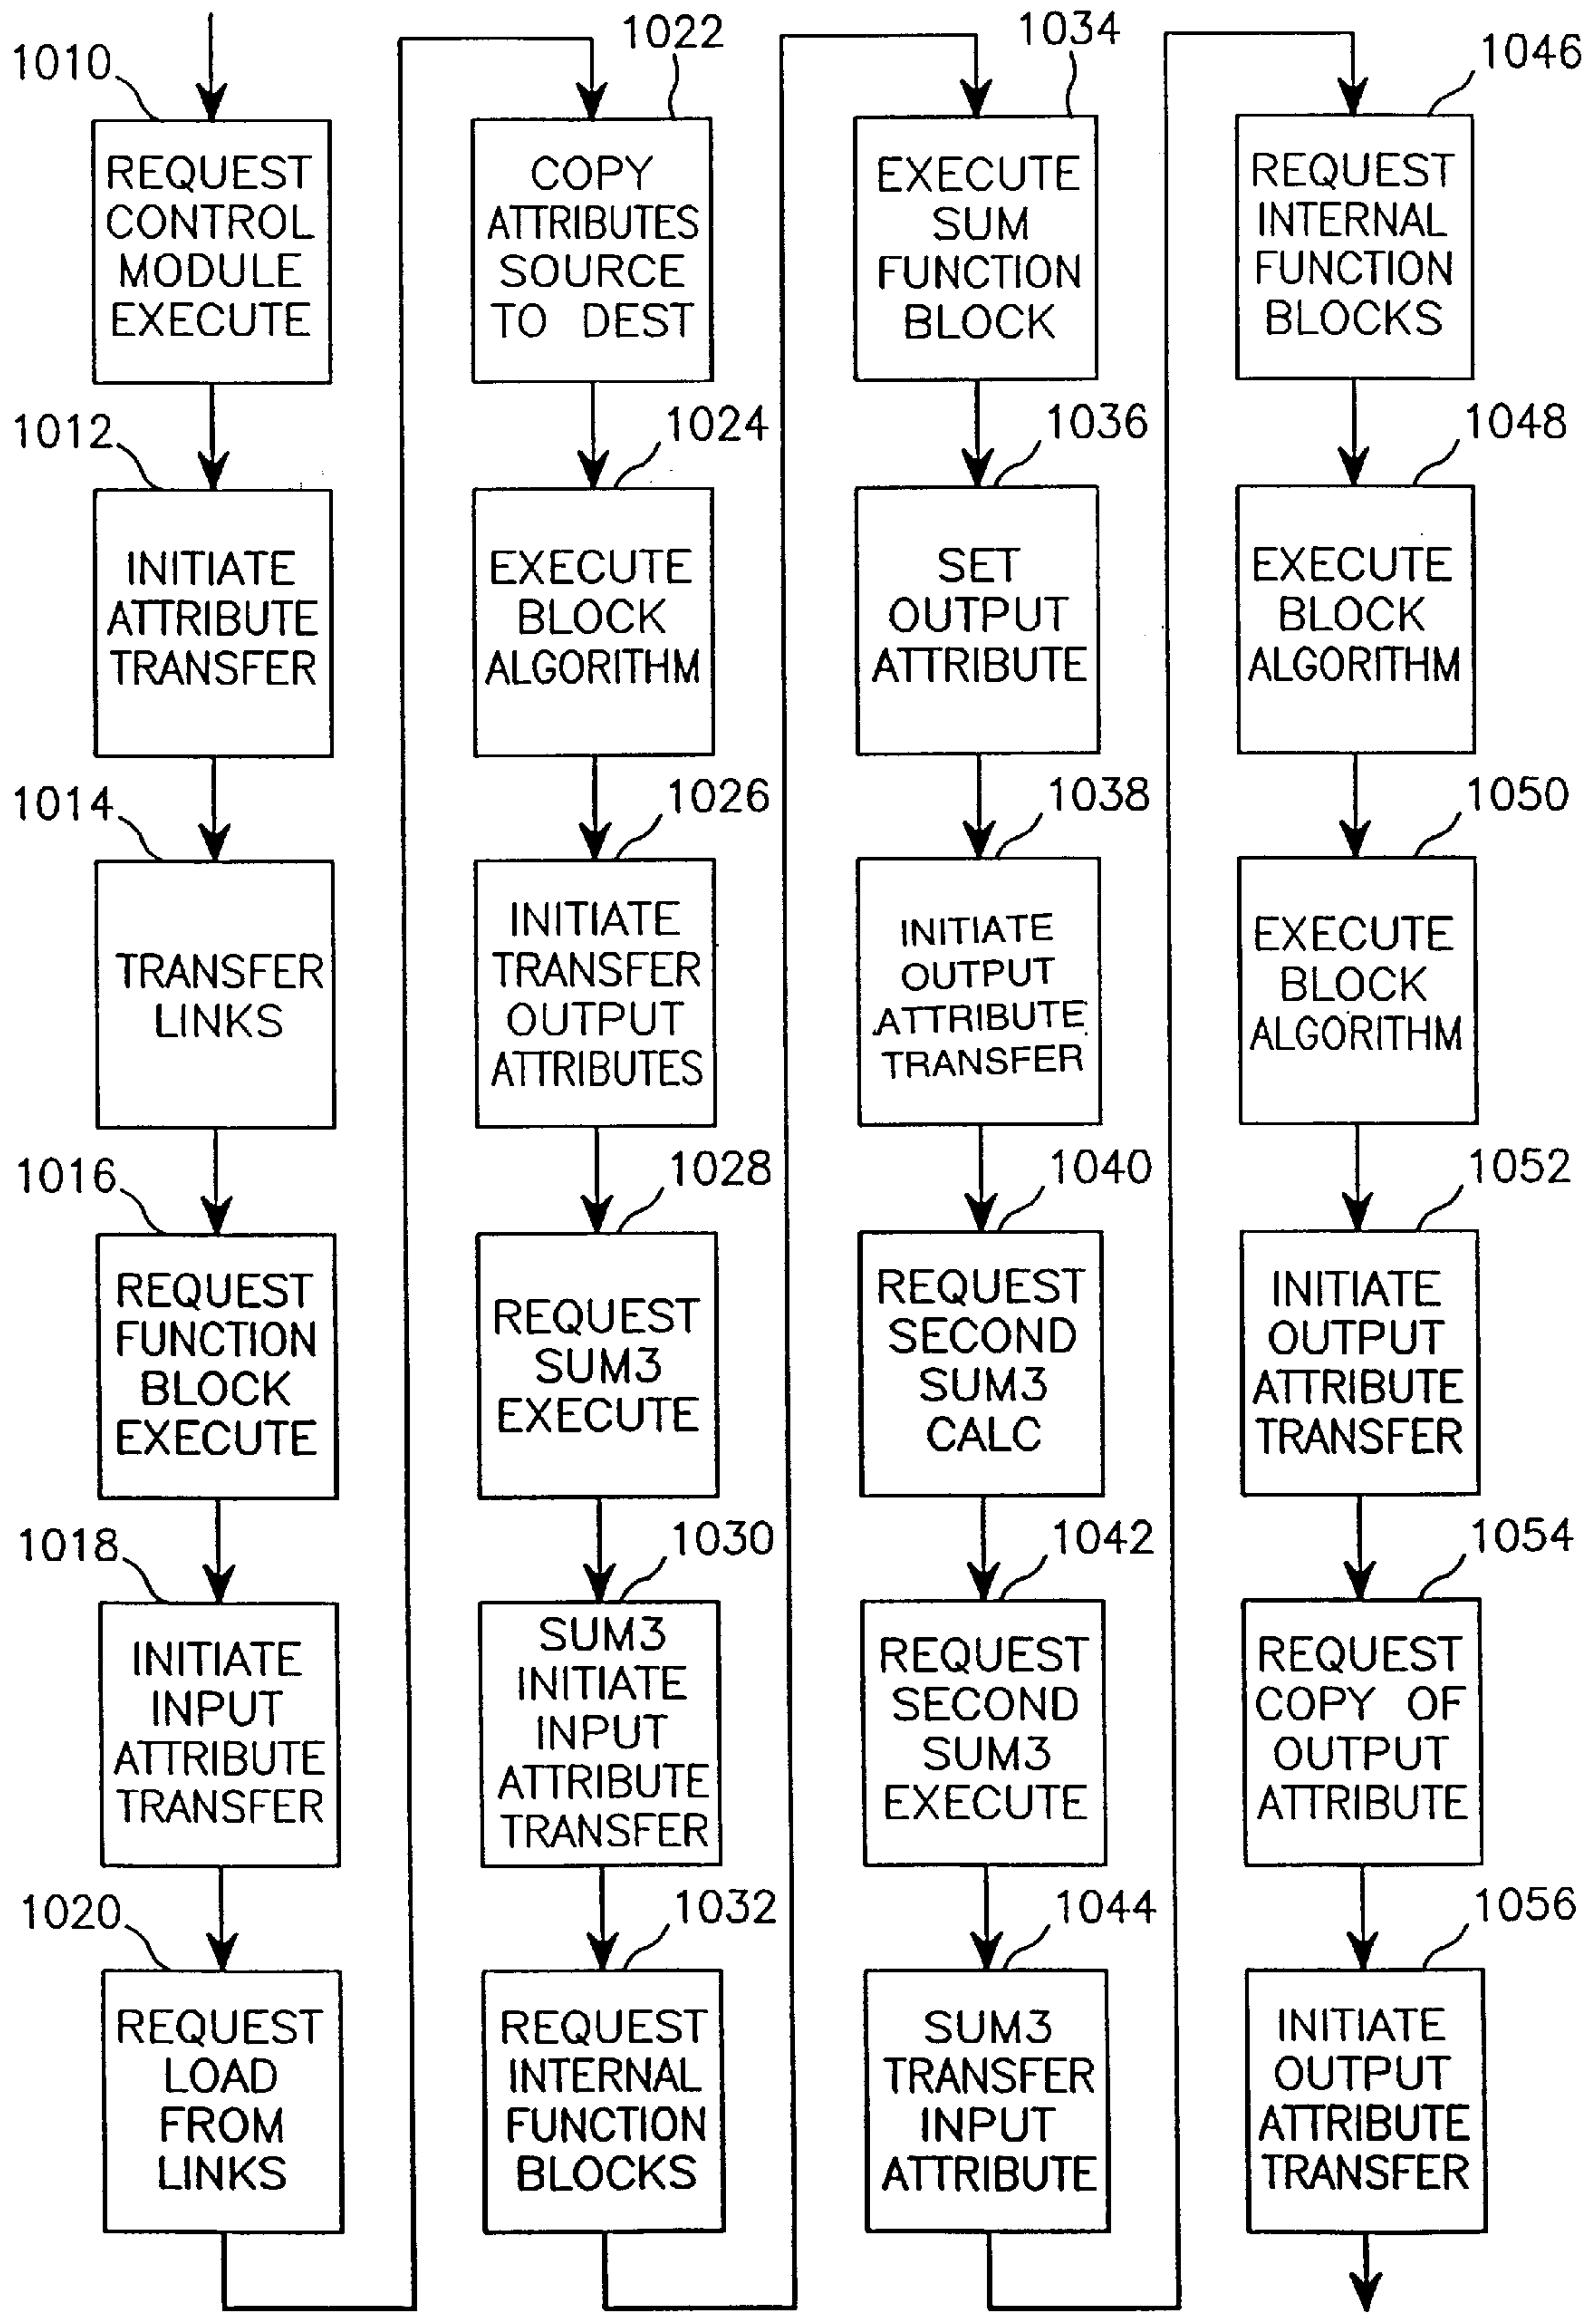 1010
REQUEST
CONTROL
MODULE
EXECUTE
1012
INITIATE
ATTRIBUTE
TRANSFER
1014
TRANSFER
LINKS
1016
REQUEST
FUNCTION
BLOCK
EXECUTE
1018
INITIATE
INPUT
ATTRIBUTE
TRANSFER
1020
REQUEST
LOAD
FROM
LINKS
1022
COPY
ATTRIBUTES
SOURCE
TO DEST
1024
EXECUTE
BLOCK
ALGORITHM
1026
INITIATE
TRANSFER
OUTPUT
ATTRIBUTES
1028
REQUEST
SUM3
EXECUTE
1030
SUM3
INITIATE
INPUT
ATTRIBUTE
TRANSFER
1032
REQUEST
INTERNAL
FUNCTION
BLOCKS
1034
EXECUTE
SUM
FUNCTION
BLOCK
1036
SET
OUTPUT
ATTRIBUTE
1038
INITIATE
OUTPUT
ATTRIBUTE
TRANSFER
1040
REQUEST
SECOND
SUM3
CALC
1042
REQUEST
SECOND
SUM3
EXECUTE
1044
SUM3
TRANSFER
INPUT
ATTRIBUTE
1046
REQUEST
INTERNAL
FUNCTION
BLOCKS
1048
EXECUTE
BLOCK
ALGORITHM
1050
EXECUTE
BLOCK
ALGORITHM
1052
INITIATE
OUTPUT
ATTRIBUTE
TRANSFER
1054
REQUEST
COPY OF
OUTPUT
ATTRIBUTE
1056
INITIATE
OUTPUT
ATTRIBUTE
TRANSFER